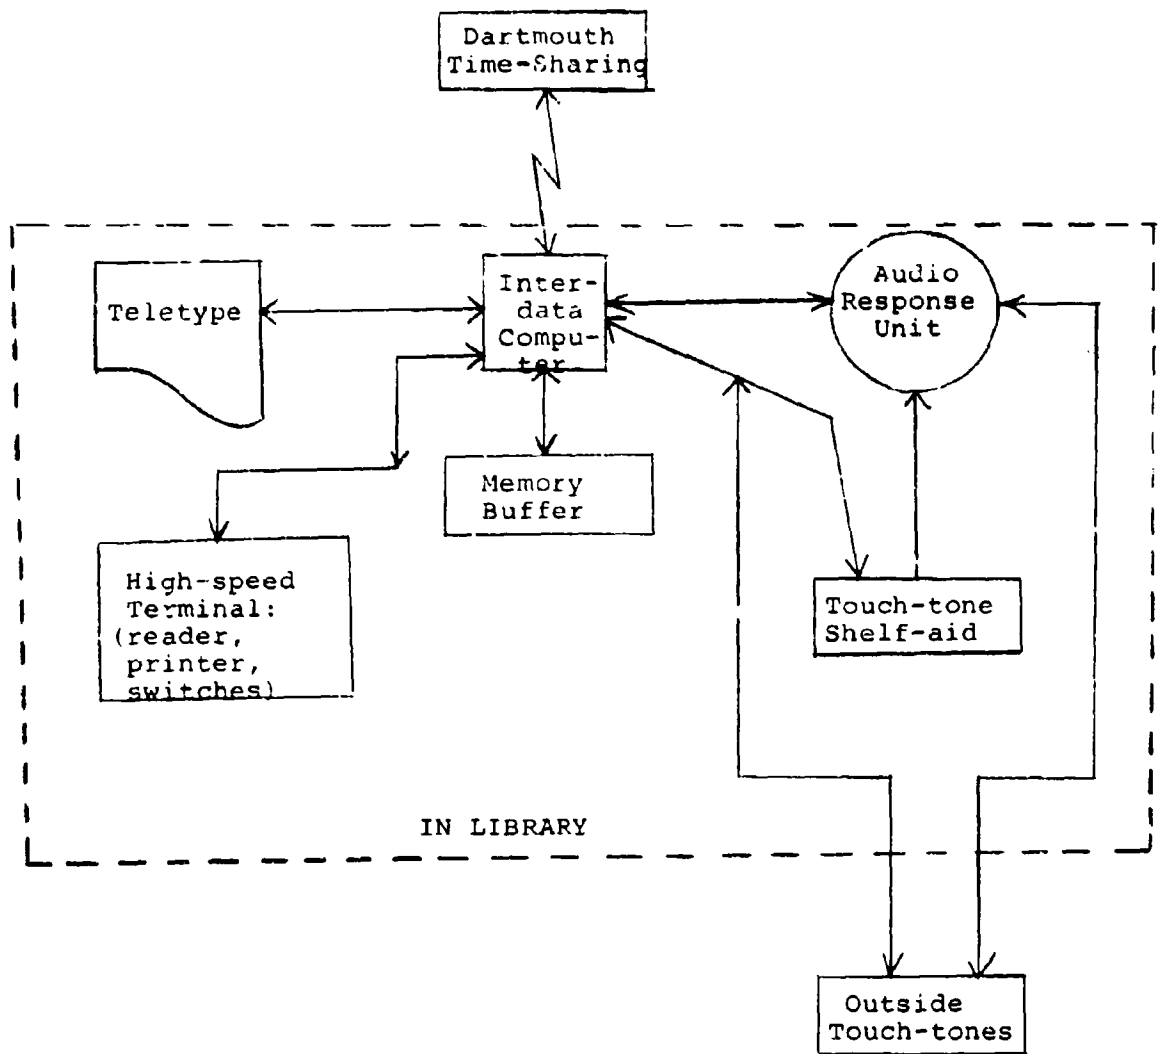 Dartmouth
Time-Sharing
Teletype
Inter-
data
Compu-
ter
Audio
Response
Unit
Memory
Buffer
High-speed
Terminal:
(reader,
printer,
switches)
Touch-tone
Shelf-aid
IN LIBRARY
Outside
Touch-tones